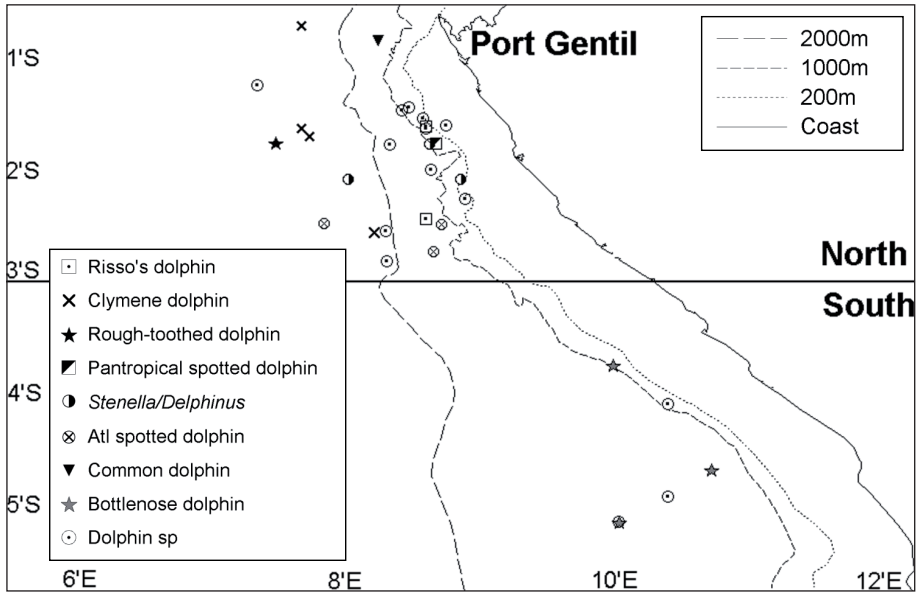 1'S
Port Gentil
2000m
1000m
200m
Coast
2'S
North
3'S
South
Risso's dolphin
Clymene dolphin
Rough-toothed dolphin
Pantropical spotted dolphin
Stenella/Delphinus
Atl spotted dolphin
Common dolphin
Bottlenose dolphin
Dolphin sp
4'S
5'S
6'E
8'E
10'E
12'E